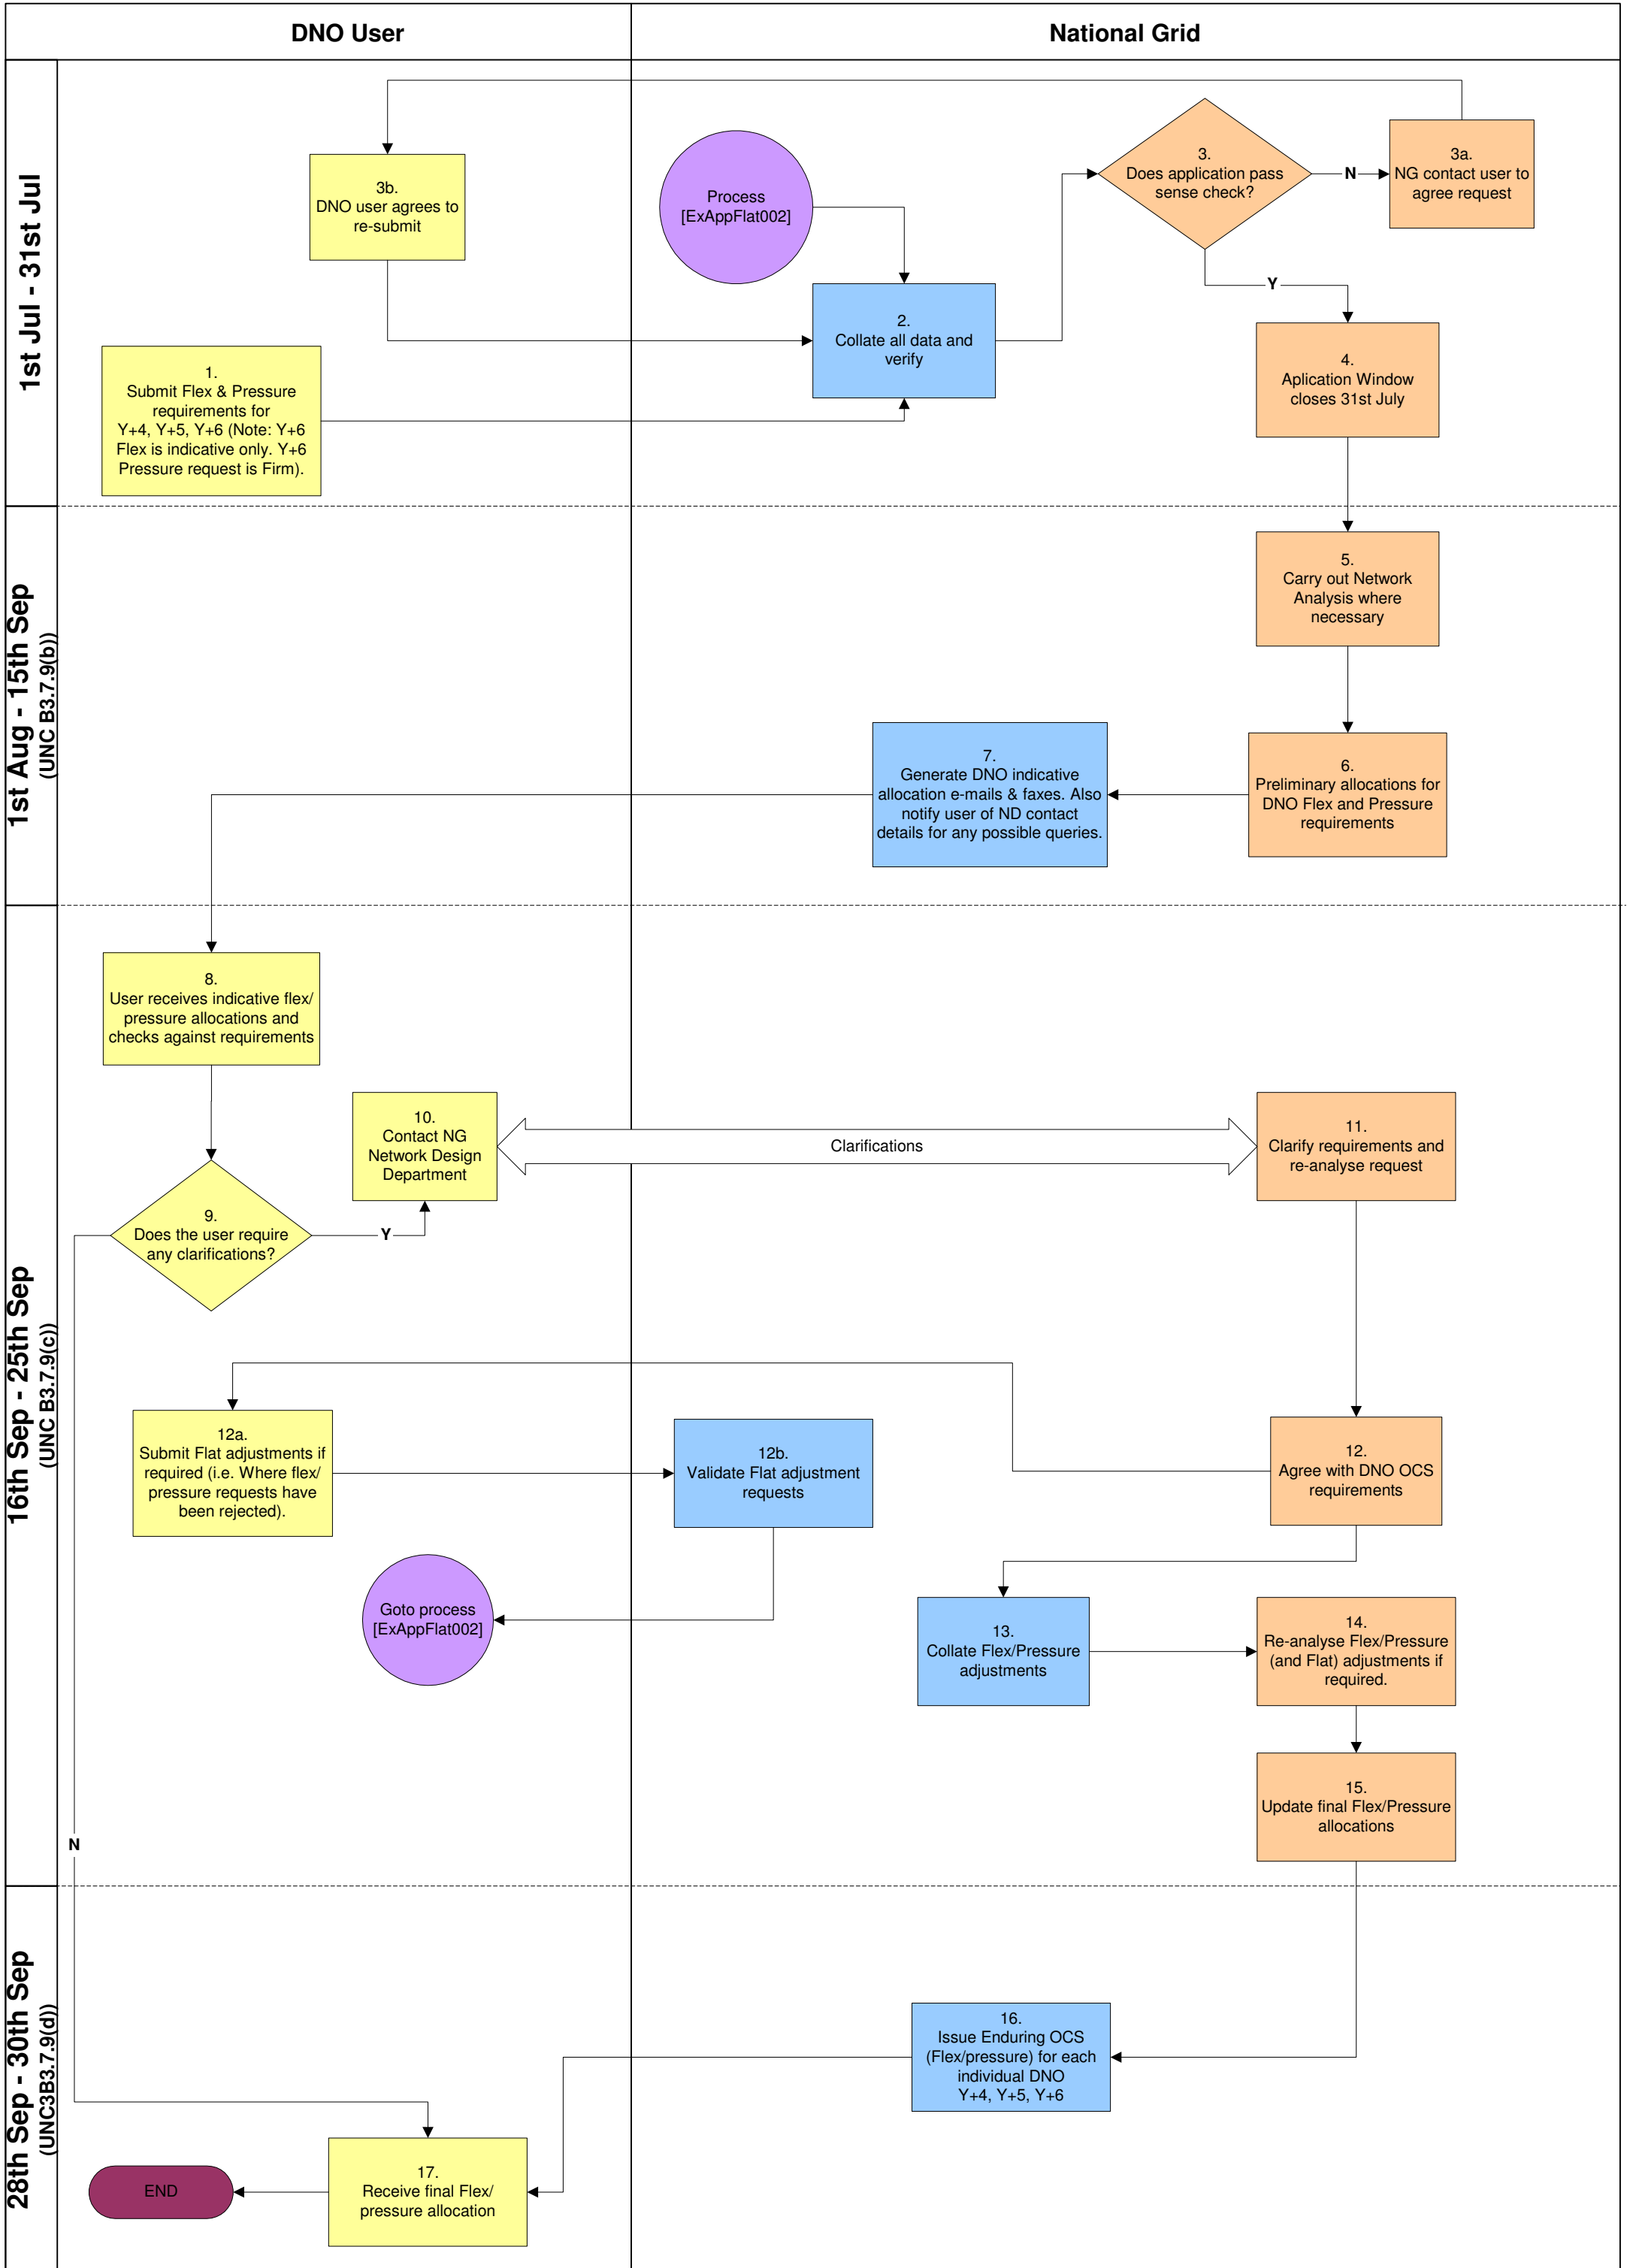 DNO User
National Grid
1st Jul - 31st Jul
3b.
DNO user agrees to
re-submit
Process
[ExAppFlat002]
3.
Does application pass
sense check?
N
3a.
NG contact user to
agree request
Y
2.
Collate all data and
verify
1.
Submit Flex & Pressure
requirements for
Y+4, Y+5, Y+6 (Note: Y+6
Flex is indicative only. Y+6
Pressure request is Firm).
4.
Aplication Window
closes 31st July
1st Aug - 15th Sep
(UNC B3.7.9(b))
5.
Carry out Network
Analysis where
necessary
6.
Preliminary allocations for
DNO Flex and Pressure
requirements
7.
Generate DNO indicative
allocation e-mails & faxes. Also
notify user of ND contact
details for any possible queries.
16th Sep - 25th Sep
(UNC B3.7.9(c))
8.
User receives indicative flex/
pressure allocations and
checks against requirements
9.
Does the user require
any clarifications?
Y
10.
Contact NG
Network Design
Department
Clarifications
11.
Clarify requirements and
re-analyse request
12.
Agree with DNO OCS
requirements
12a.
Submit Flat adjustments if
required (i.e. Where flex/
pressure requests have
been rejected).
12b.
Validate Flat adjustment
requests
Goto process
[ExAppFlat002]
13.
Collate Flex/Pressure
adjustments
14.
Re-analyse Flex/Pressure
(and Flat) adjustments if
required.
15.
Update final Flex/Pressure
allocations
N
28th Sep - 30th Sep
(UNC3B3.7.9(d))
16.
Issue Enduring OCS
(Flex/pressure) for each
individual DNO
Y+4, Y+5, Y+6
17.
Receive final Flex/
pressure allocation
END